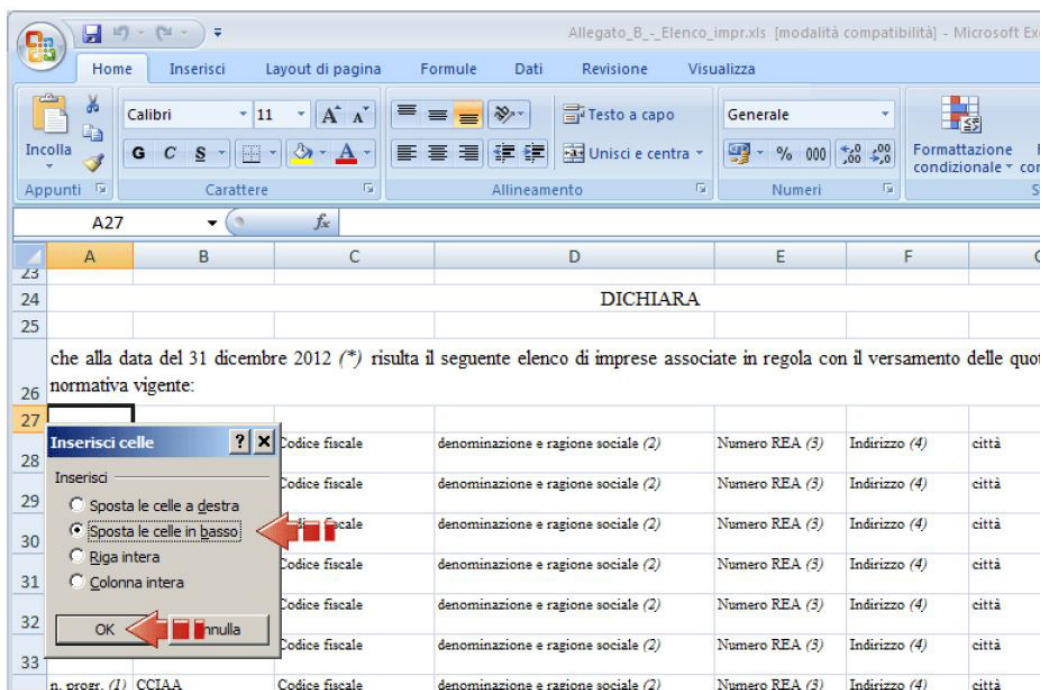 Allegato_B_-_Elenco_impr.xls [modalità compatibilità] - Microsoft
Home Inserisci Layout di pagina Formule Dati Revisione Visualizza
Calibri 11 Testo a capo Generale
Incolla G C S Unisci e centra % 000 Formattazione
condizionale
Appunti Carattere Allineamento Numeri
A27 fx
A B C D E F
23
24 DICHIARA
25
che alla data del 31 dicembre 2012 (*) risulta il seguente elenco di imprese associate in regola con il versamento delle
26 normativa vigente:
27
Inserisci celle ? X
28 Codice fiscale denominazione e ragione sociale (2) Numero REA (3) Indirizzo (4) città
Inserisci
29 Codice fiscale denominazione e ragione sociale (2) Numero REA (3) Indirizzo (4) città
Sposta le celle a destra
30 denominazione e ragione sociale (2) Numero REA (3) Indirizzo (4) città
Sposta le celle in basso
Riga intera
31 Codice fiscale denominazione e ragione sociale (2) Numero REA (3) Indirizzo (4) città
Colonna intera
32 Codice fiscale denominazione e ragione sociale (2) Numero REA (3) Indirizzo (4) città
OK
33 Codice fiscale denominazione e ragione sociale (2) Numero REA (3) Indirizzo (4) città
n. progr. (1) CCIAA Codice fiscale denominazione e ragione sociale (2) Numero REA (3) Indirizzo (4) città